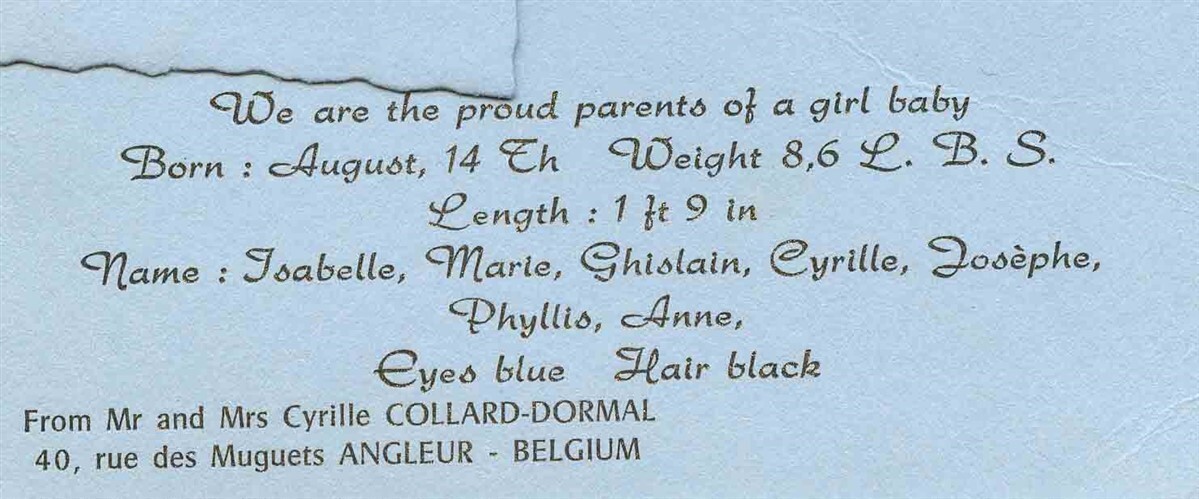 We are the proud parents of a girl baby
Born : August, 14 Th Weight 8,6 L. B. S.
Length : 1 ft 9 in
Name : Isabelle, Marie, Ghislain, Cyrille, Josèphe,
Phyllis, Anne,
Eyes blue Hair black
From Mr and Mrs Cyrille COLLARD-DORMAL
40, rue des Muguets ANGLEUR - BELGIUM